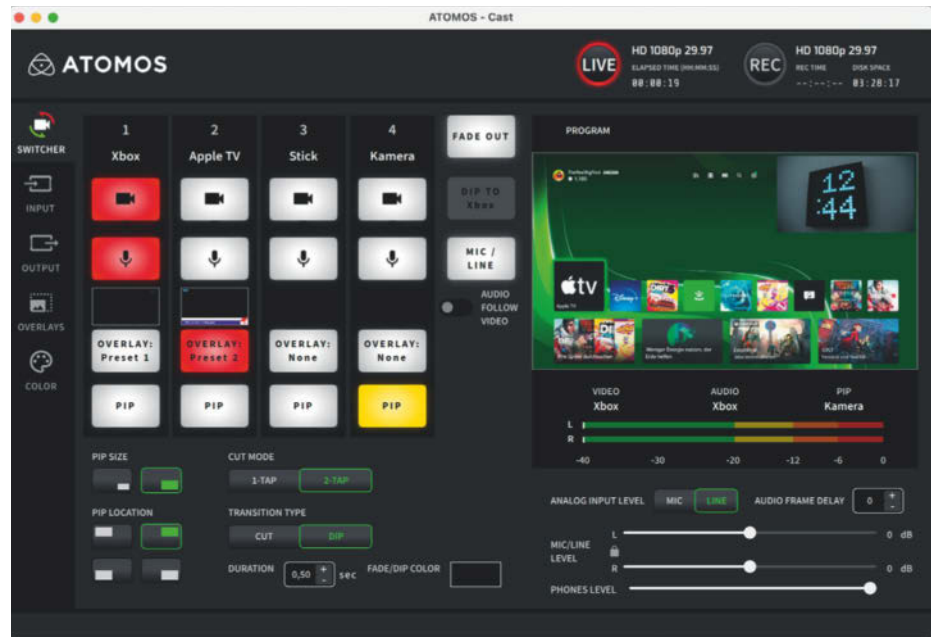 ATOMOS - Cast
ATOMOS
LIVE
HD 1080p 29.97
ELAPSED TIME (HH:MM:SS)
00:00:19
REC
HD 1080p 29.97
REC TIME
DISK SPACE
--:--:--
03:28:17
SWITCHER
INPUT
OUTPUT
OVERLAYS
COLOR
1
Xbox
2
Apple TV
3
Stick
4
Kamera
OVERLAY:
Preset 1
OVERLAY:
Preset 2
OVERLAY:
None
OVERLAY:
None
PIP
PIP
PIP
PIP
FADE OUT
DIP TO
Xbox
MIC /
LINE
AUDIO
FOLLOW
VIDEO
PIP SIZE
PIP LOCATION
CUT MODE
1-TAP
2-TAP
TRANSITION TYPE
CUT
DIP
DURATION
0,50
+
-
sec
FADE/DIP COLOR
PROGRAM
12
:44
tv
Apple TV
Disney+
VIDEO
Xbox
AUDIO
Xbox
PIP
Kamera
L
R
-40
-30
-20
-12
-6
0
ANALOG INPUT LEVEL
MIC
LINE
AUDIO FRAME DELAY
0
+
-
MIC/LINE
LEVEL
L
0 dB
R
0 dB
PHONES LEVEL